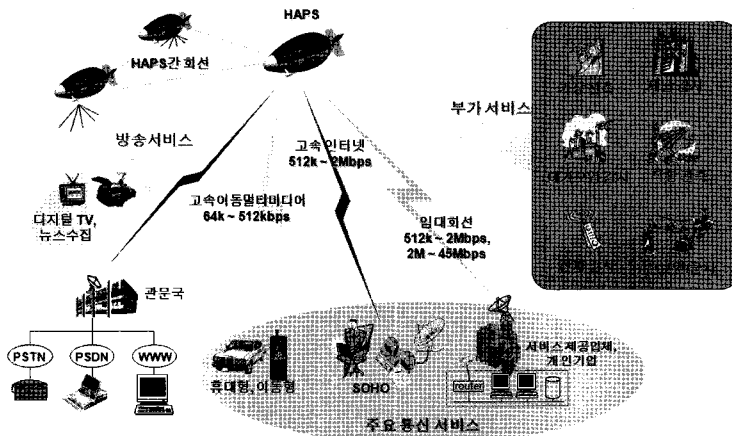 HAPS
HAPS간 회선
방송서비스
부가 서비스
고속인터넷
512k ~ 2Mbps
고속이동멀티미디어
64k ~ 512kbps
디지털 TV,
뉴스수집
임대회선
512k ~ 2Mbps,
2M ~ 45Mbps
관문국
PSTN
PSDN
WWW
휴대형, 이동형
SOHO
서비스 제공업체,
개인기업
router
주요 통신 서비스